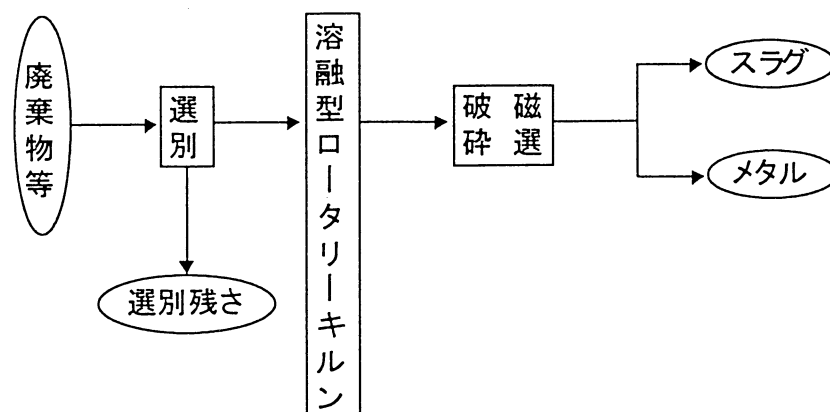 廃棄物等
選別
選別残さ
溶融型ロータリーキルン
破砕
磁選
スラグ
メタル